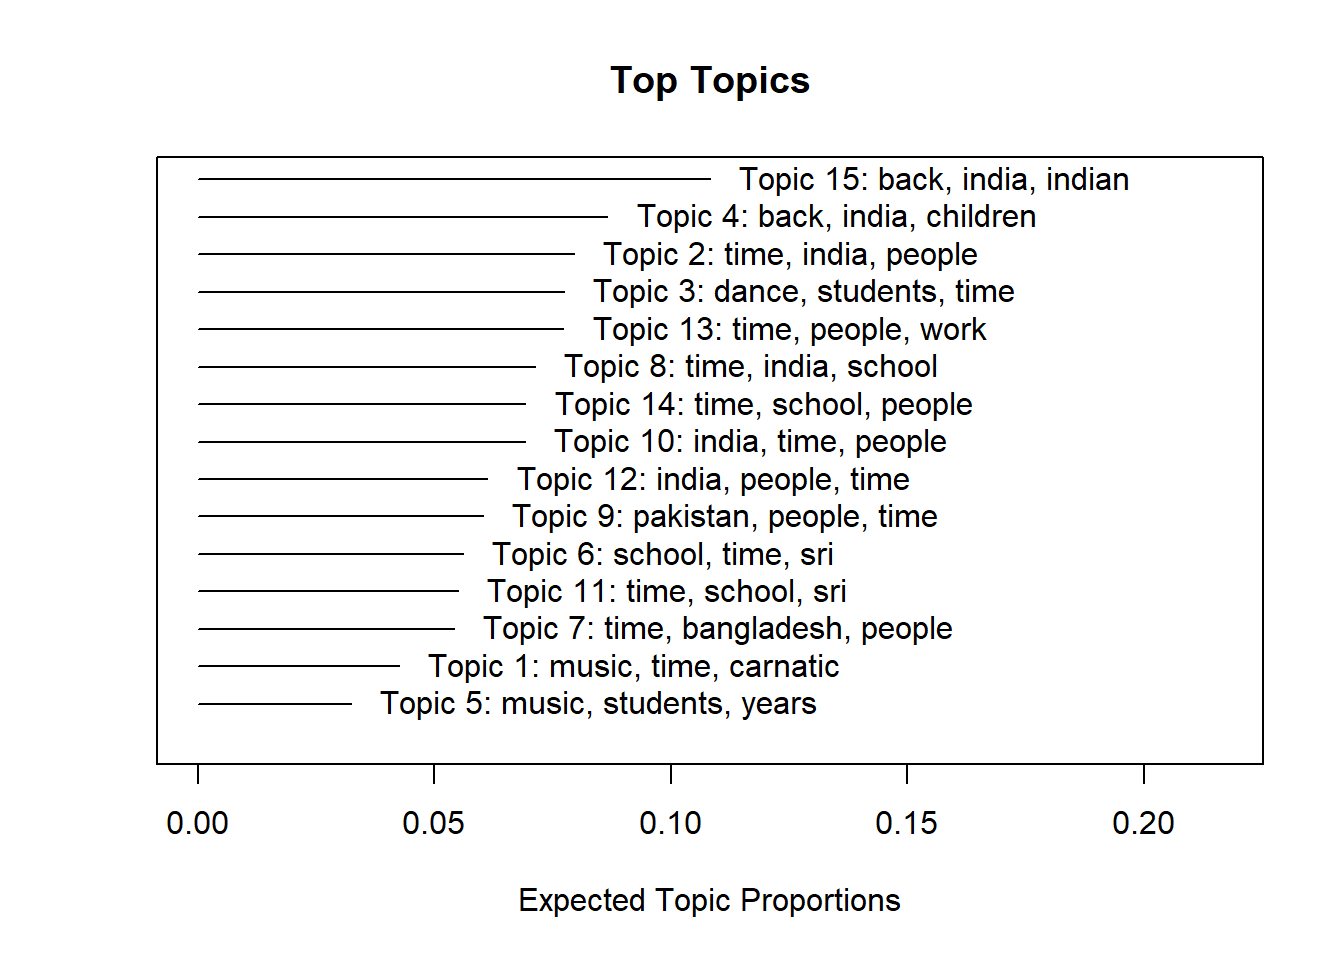 Top Topics
Topic 15: back, india, indian
Topic 4: back, india, children
Topic 2: time, india, people
Topic 3: dance, students, time
Topic 13: time, people, work
Topic 8: time, india, school
Topic 14: time, school, people
Topic 10: india, time, people
Topic 12: india, people, time
Topic 9: pakistan, people, time
Topic 6: school, time, sri
Topic 11: time, school, sri
Topic 7: time, bangladesh, people
Topic 1: music, time, carnatic
Topic 5: music, students, years
0.00 0.05 0.10 0.15 0.20
Expected Topic Proportions